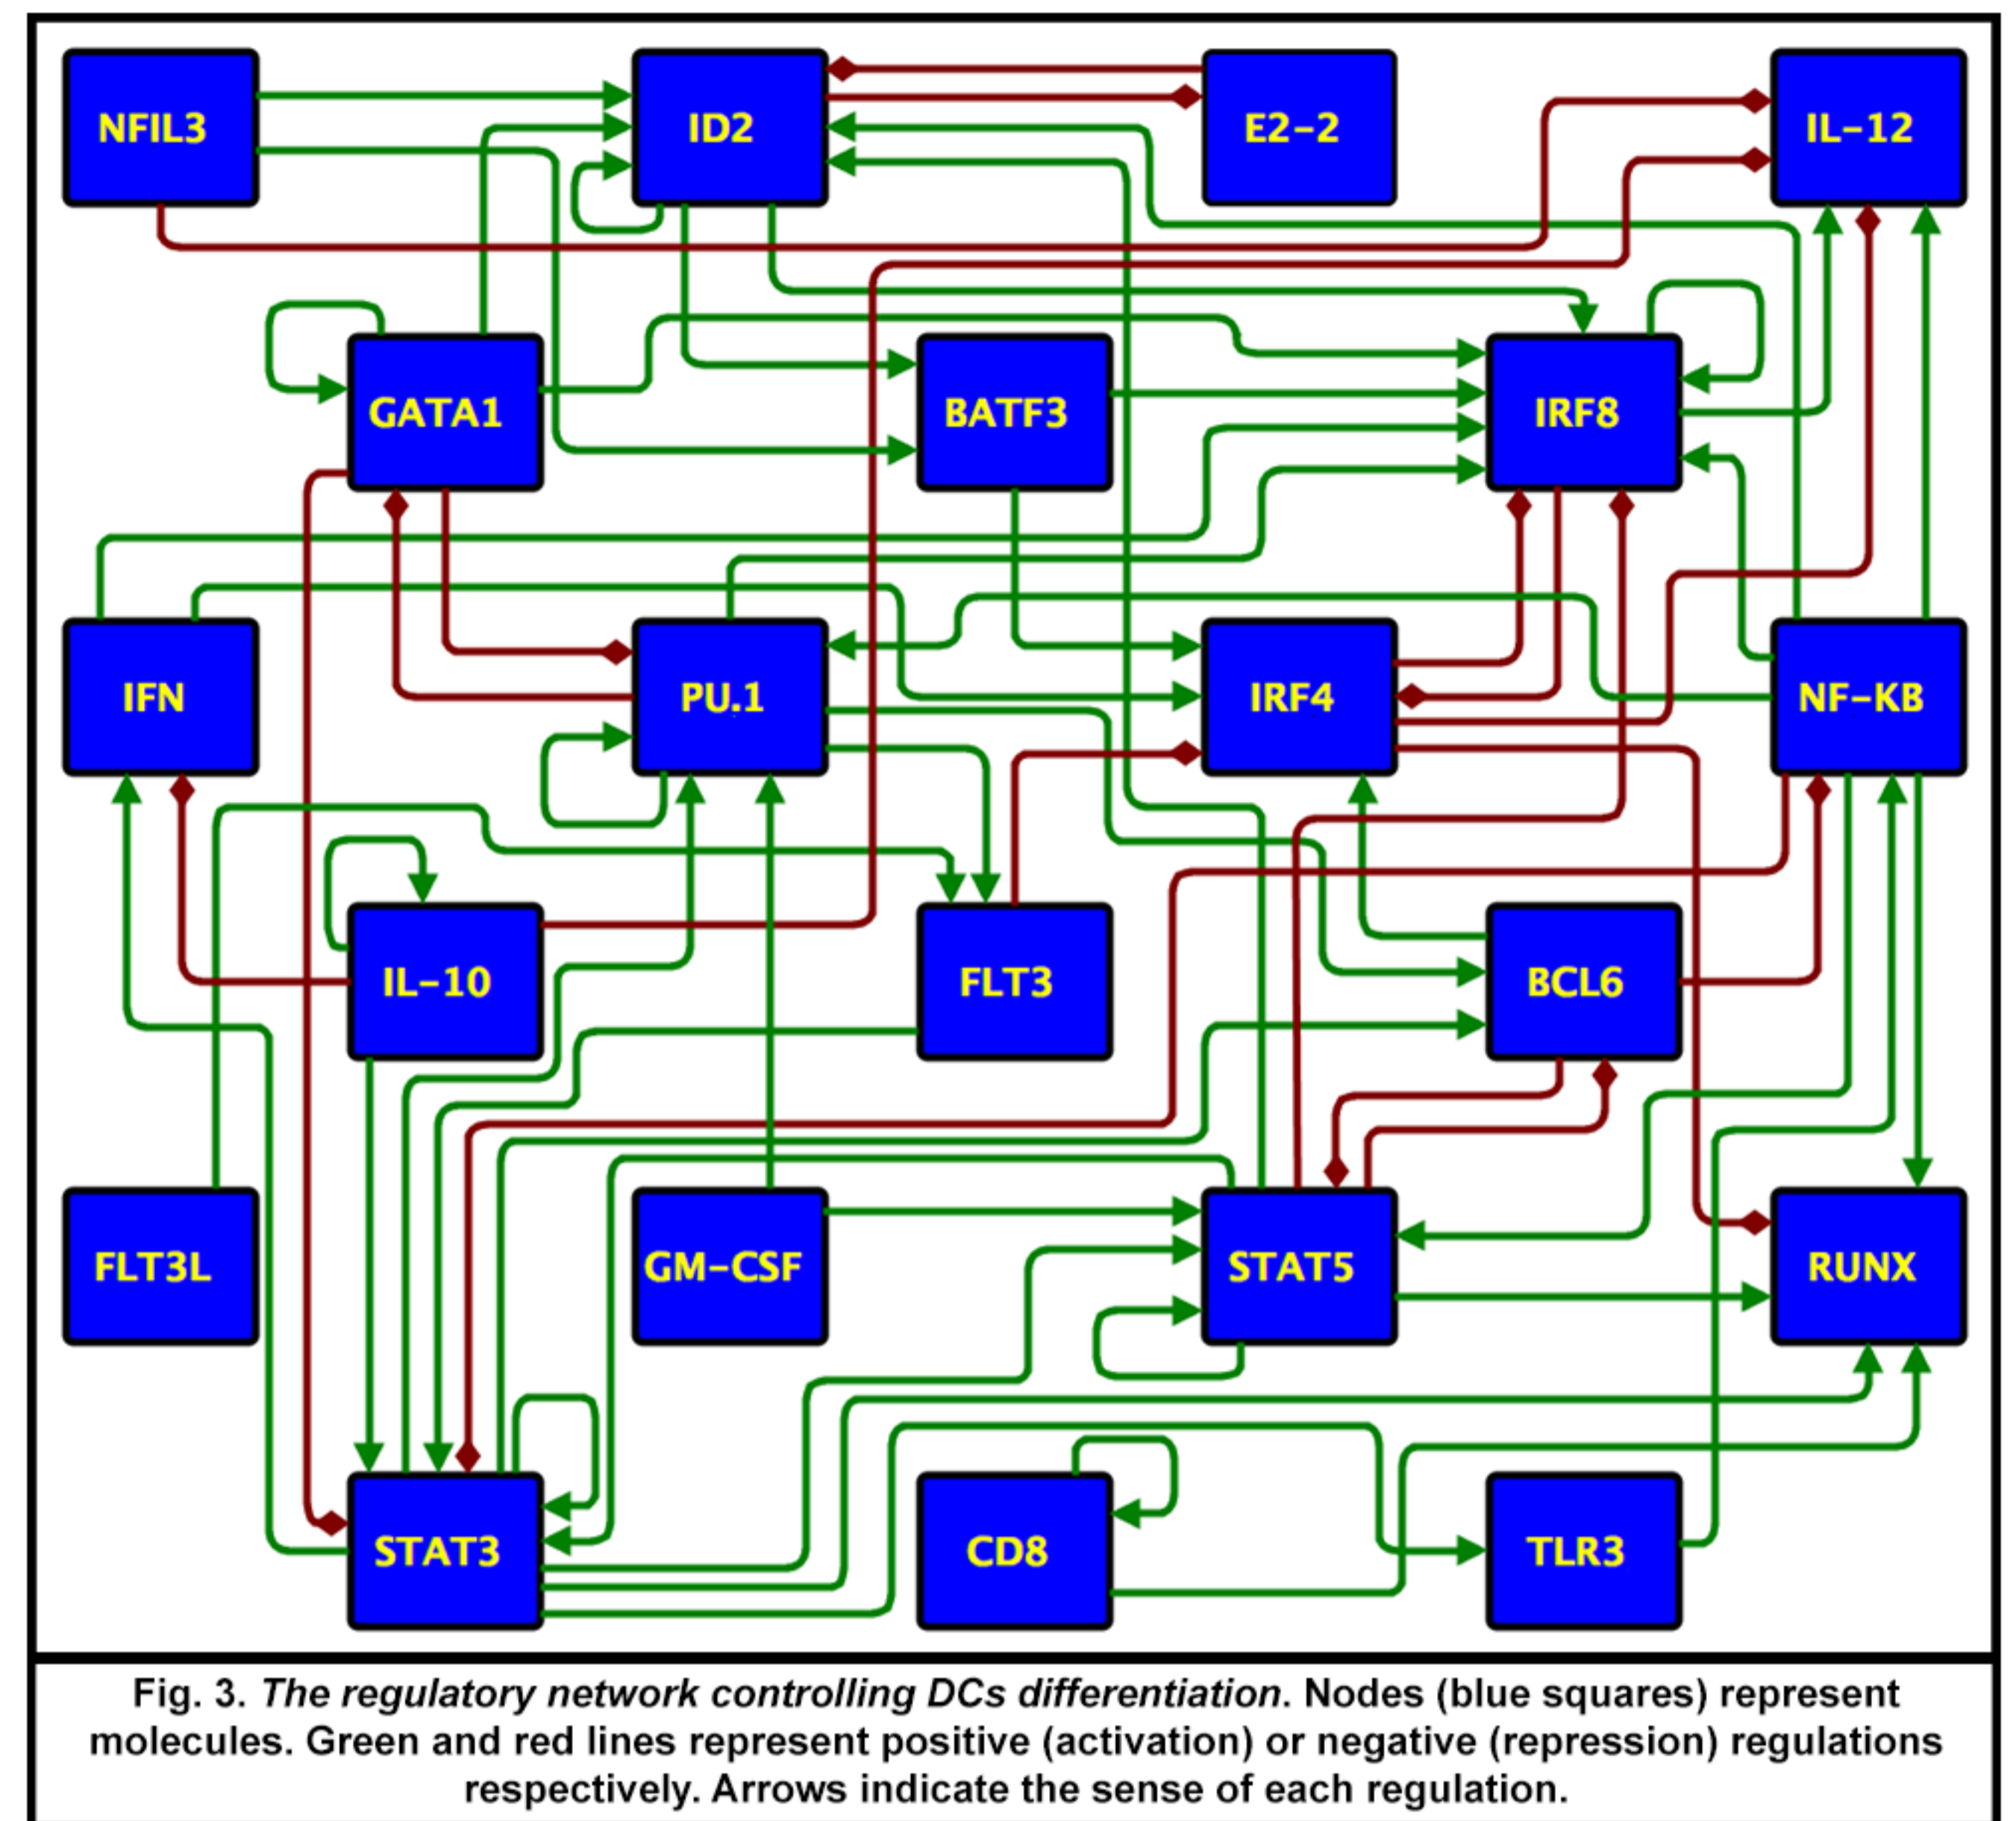 NFIL3
ID2
E2-2
IL-12
GATA1
BATF3
IRF8
IFN
PU.1
IRF4
NF-KB
IL-10
FLT3
BCL6
FLT3L
GM-CSF
STAT5
RUNX
STAT3
CD8
TLR3
Fig. 3. The regulatory network controlling DCs differentiation. Nodes (blue squares) represent
molecules. Green and red lines represent positive (activation) or negative (repression) regulations
respectively. Arrows indicate the sense of each regulation.